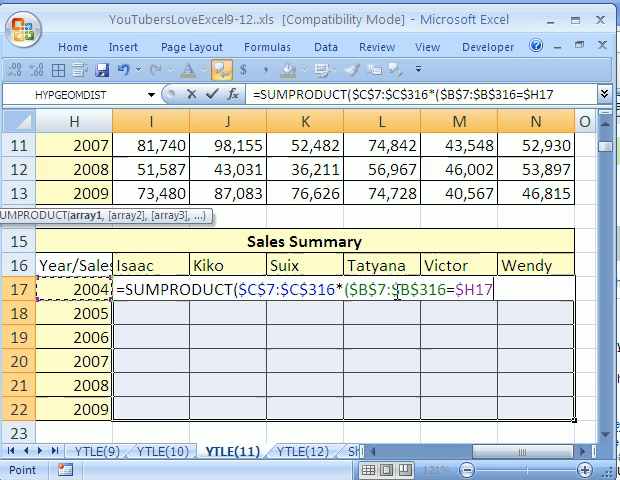 YouTubersLoveExcel9-12..xls [Compatibility Mode] - Microsoft Excel
Home Insert Page Layout Formulas Data Review View Developer
HYPGEOMDIST fx =SUMPRODUCT($C$7:$C$316*($B$7:$B$316=$H17
H I J K L M N O
11 2007 81,740 98,155 52,482 74,842 43,548 52,930
12 2008 51,587 43,031 36,211 56,967 46,002 53,897
13 2009 73,480 87,083 76,626 74,728 40,567 46,815
UMPRODUCT(array1, [array2], [array3], ...)
15 Sales Summary
16 Year/Sales Isaac Kiko Suix Tatyana Victor Wendy
17 2004 =SUMPRODUCT($C$7:$C$316*($B$7:$B$316=$H17
18 2005
19 2006
20 2007
21 2008
22 2009
23
YTLE(9) YTLE(10) YTLE(11) YTLE(12) Sh
Point 121%